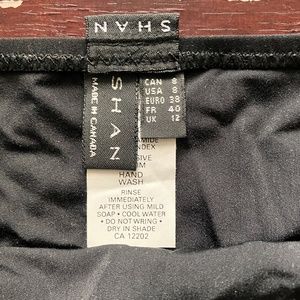 SHAN
SHAN
MADE IN CANADA
CAN 8
USA 8
EURO 38
FR 40
UK 12
HAND
WASH
RINSE
IMMEDIATELY
AFTER USING MILD
SOAP • COOL WATER
• DO NOT WRING •
DRY IN SHADE
CA 12202